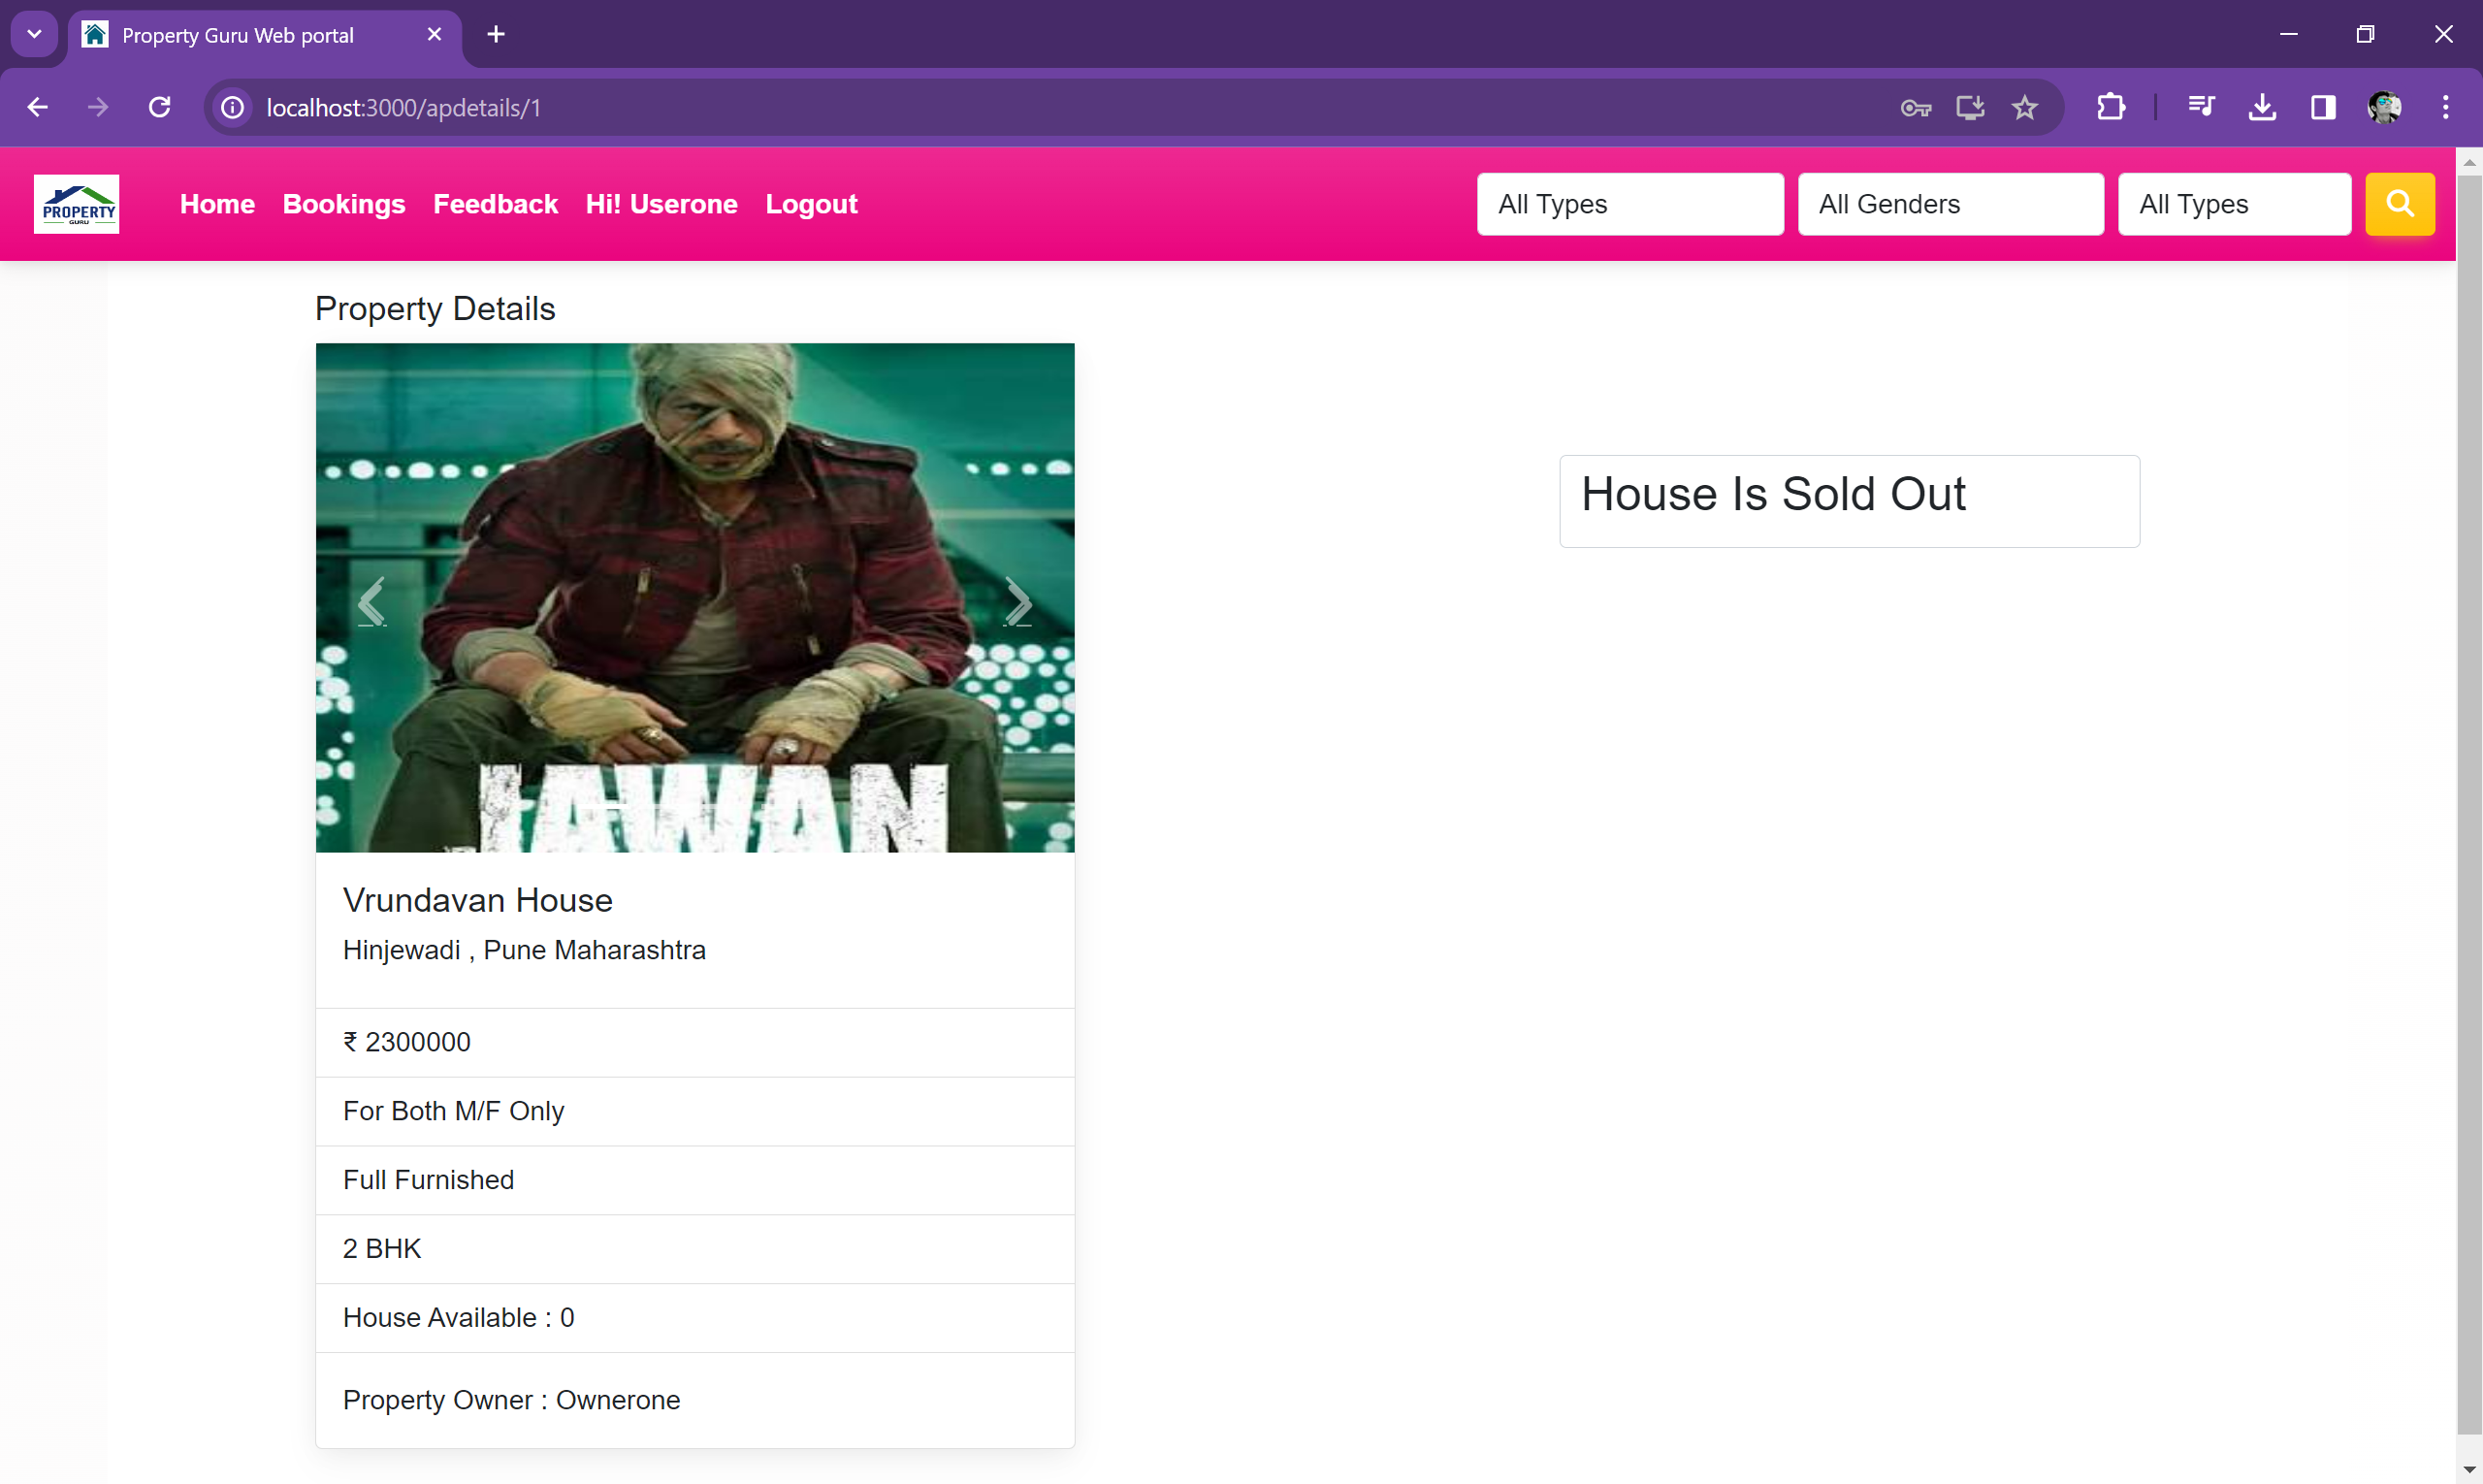 Property Guru Web portal
localhost:3000/apdetails/1
PROPERTY
GURU
Home Bookings Feedback Hi! Userone Logout
All Types All Genders All Types
Property Details
House Is Sold Out
JAWAN
Vrundavan House
Hinjewadi , Pune Maharashtra
₹ 2300000
For Both M/F Only
Full Furnished
2 BHK
House Available : 0
Property Owner : Ownerone